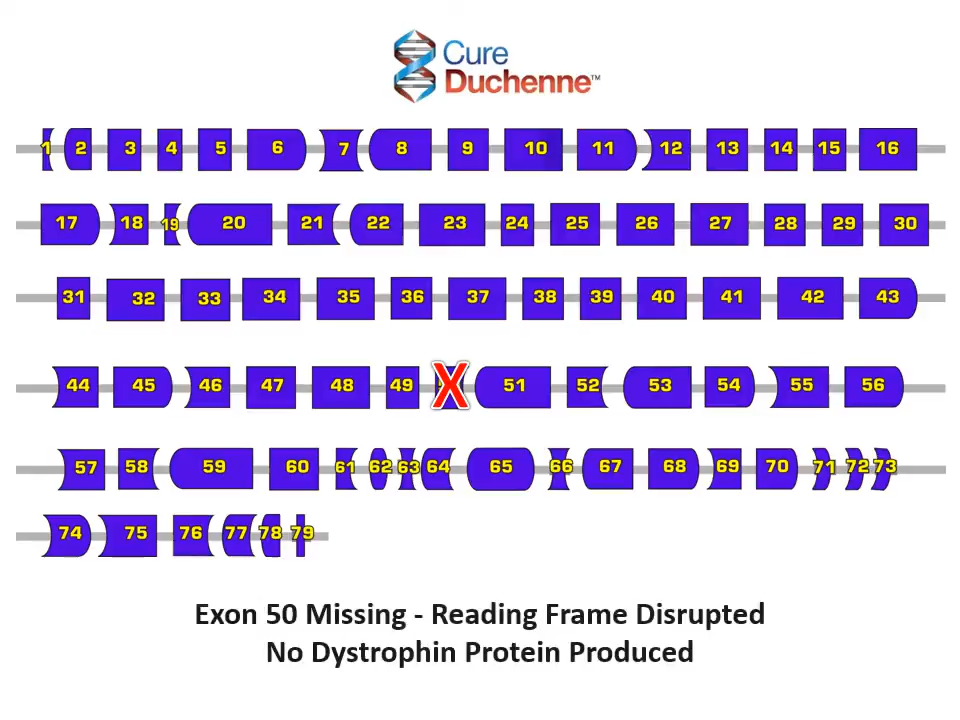 Cure
Duchenne™
1 2 3 4 5 6 7 8 9 10 11 12 13 14 15 16
17 18 19 20 21 22 23 24 25 26 27 28 29 30
31 32 33 34 35 36 37 38 39 40 41 42 43
44 45 46 47 48 49 X 51 52 53 54 55 56
57 58 59 60 61 62 63 64 65 66 67 68 69 70 71 72 73
74 75 76 77 78 79
Exon 50 Missing - Reading Frame Disrupted
No Dystrophin Protein Produced